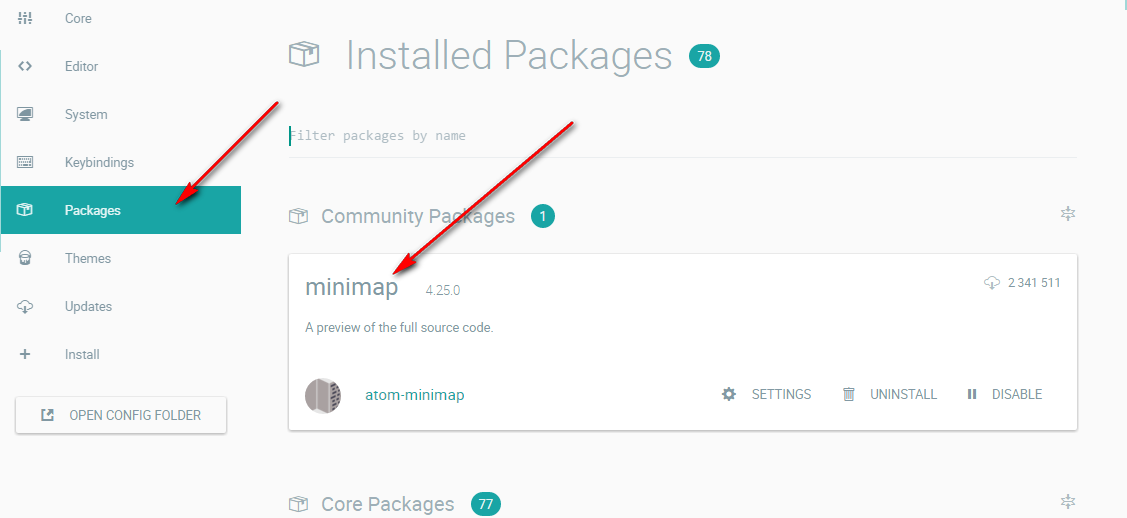 Core
Editor
System
Keybindings
Packages
Themes
Updates
Install
OPEN CONFIG FOLDER
Installed Packages 78
Filter packages by name
Community Packages 1
minimap 4.25.0 2 341 511
A preview of the full source code.
atom-minimap SETTINGS UNINSTALL DISABLE
Core Packages 77